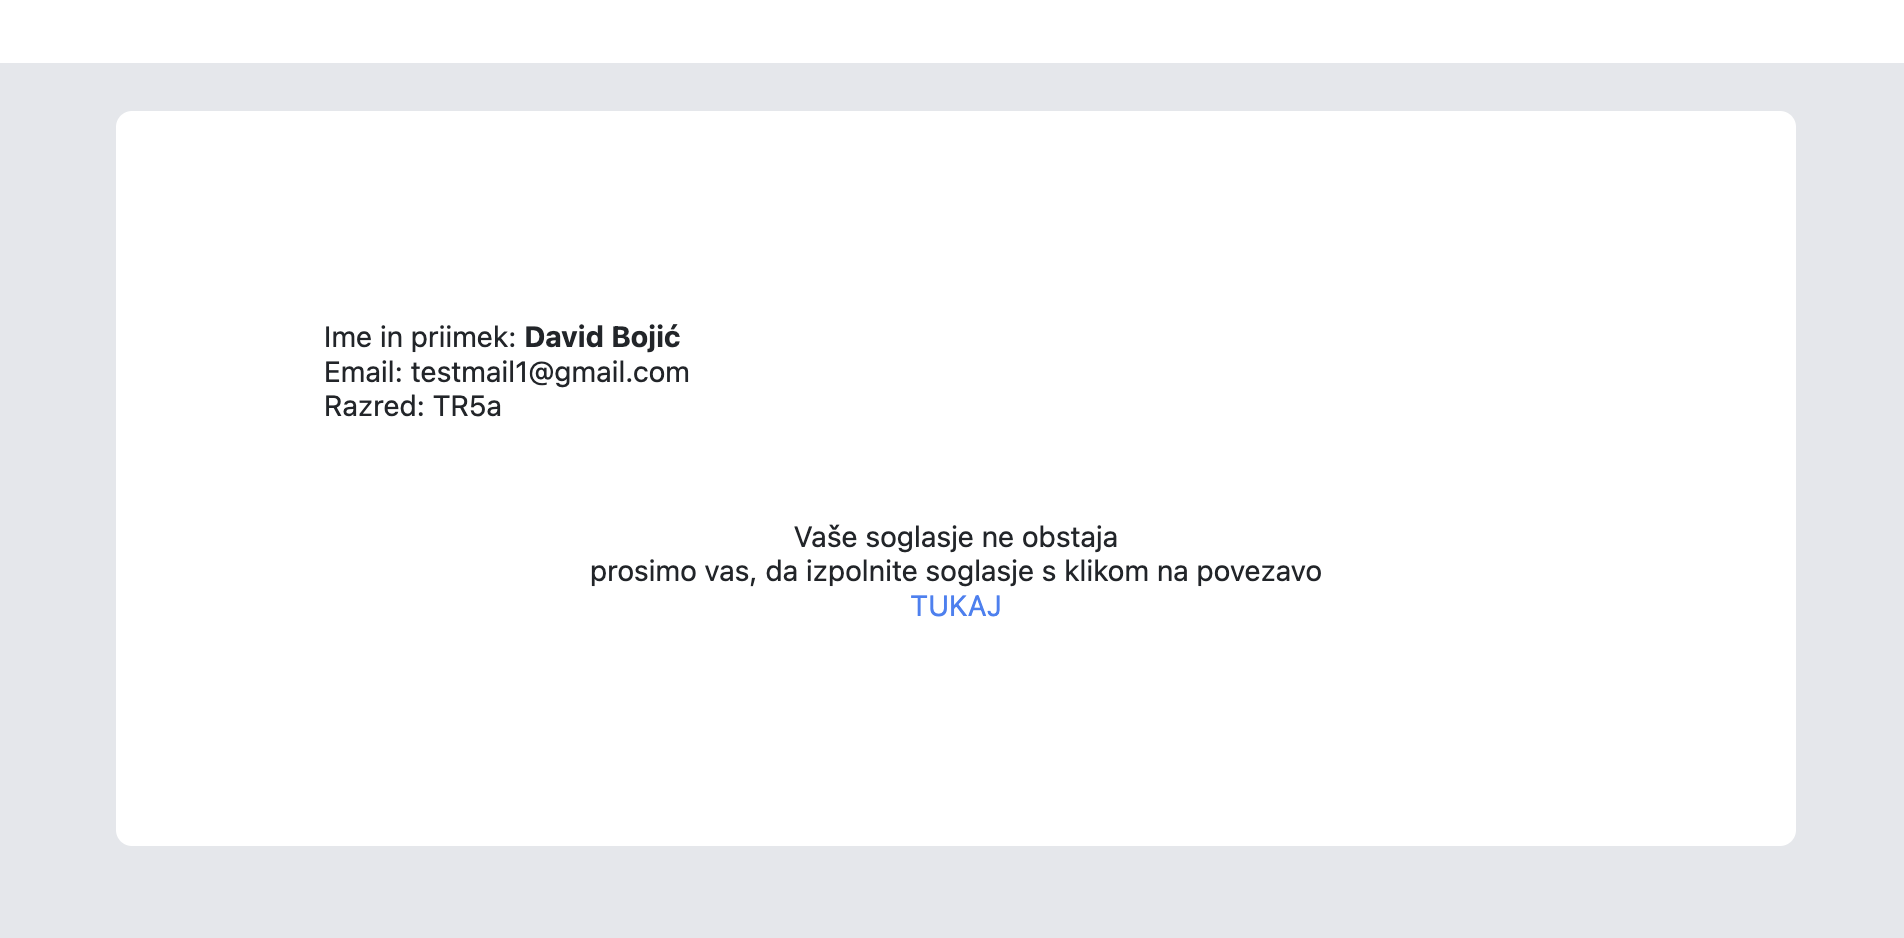 Ime in priimek: David Bojić
Email: testmail1@gmail.com
Razred: TR5a
Vaše soglasje ne obstaja
prosimo vas, da izpolnite soglasje s klikom na povezavo
TUKAJ